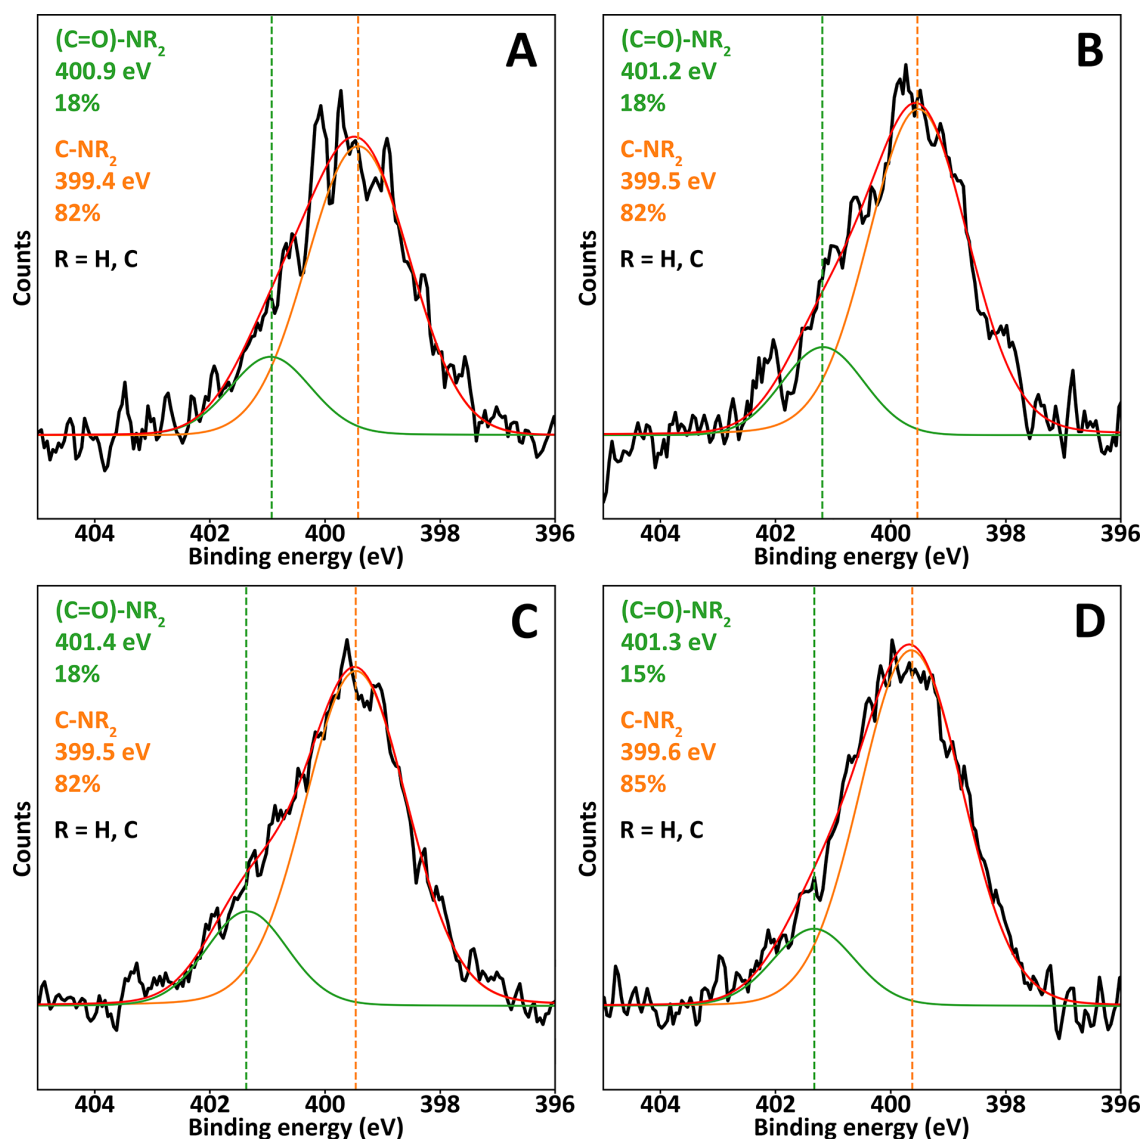 A
(C=O)-NR2
400.9 eV
18%
C-NR2
399.4 eV
82%
R = H, C
Counts
404 402 400 398 396
Binding energy (eV)
B
(C=O)-NR2
401.2 eV
18%
C-NR2
399.5 eV
82%
R = H, C
Counts
404 402 400 398 396
Binding energy (eV)
C
(C=O)-NR2
401.4 eV
18%
C-NR2
399.5 eV
82%
R = H, C
Counts
404 402 400 398 396
Binding energy (eV)
D
(C=O)-NR2
401.3 eV
15%
C-NR2
399.6 eV
85%
R = H, C
Counts
404 402 400 398 396
Binding energy (eV)